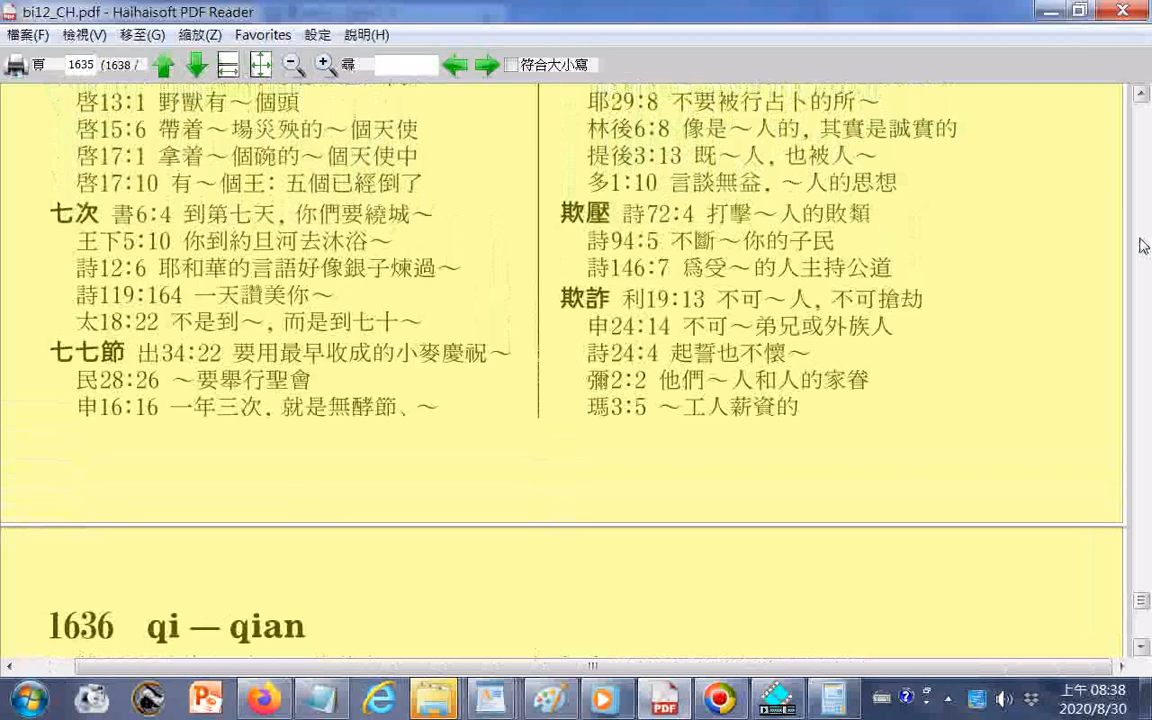 bi12_CH.pdf - Haihaisoft PDF Reader
檔案(F) 檢視(V) 移至(G) 縮放(Z) Favorites 設定 說明(H)
頁 1635 (1638 / 尋 符合大小寫
啓13:1 野獸有～個頭
啓15:6 帶着～場災殃的～個天使
啓17:1 拿着～個碗的～個天使中
啓17:10 有～個王：五個已經倒了
七次 書6:4 到第七天，你們要繞城～
王下5:10 你到約旦河去沐浴～
詩12:6 耶和華的言語好像銀子煉過～
詩119:164 一天讚美你～
太18:22 不是到～，而是到七十～
七七節 出34:22 要用最早收成的小麥慶祝～
民28:26 ～要舉行聖會
申16:16 一年三次，就是無酵節、～
耶29:8 不要被行占卜的所～
林後6:8 像是～人的，其實是誠實的
提後3:13 既～人，也被人～
多1:10 言談無益，～人的思想
欺壓 詩72:4 打擊～人的敗類
詩94:5 不斷～你的子民
詩146:7 爲受～的人主持公道
欺詐 利19:13 不可～人，不可搶劫
申24:14 不可～弟兄或外族人
詩24:4 起誓也不懷～
彌2:2 他們～人和人的家眷
瑪3:5 ～工人薪資的
1636 qi — qian
上午 08:38
2020/8/30